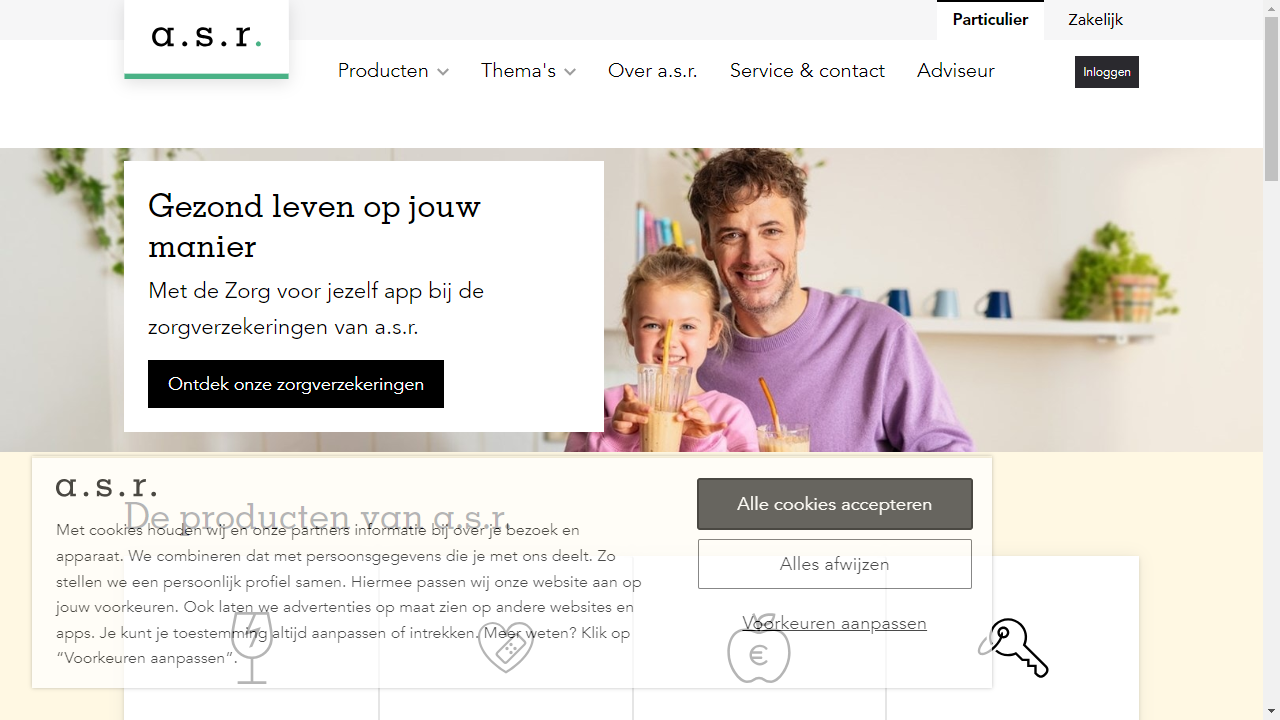 a.s.r.
Particulier
Zakelijk
Producten
Thema's
Over a.s.r.
Service & contact
Adviseur
Inloggen
Gezond leven op jouw
manier
Met de Zorg voor jezelf app bij de
zorgverzekeringen van a.s.r.
Ontdek onze zorgverzekeringen
De producten van a.s.r.
a.s.r.
Met cookies houden wij en onze partners informatie bij over je bezoek en
apparaat. We combineren dat met persoonsgegevens die je met ons deelt. Zo
stellen we een persoonlijk profiel samen. Hiermee passen wij onze website aan op
jouw voorkeuren. Ook laten we advertenties op maat zien op andere websites en
apps. Je kunt je toestemming altijd aanpassen of intrekken. Meer weten? Klik op
“Voorkeuren aanpassen”.
Alle cookies accepteren
Alles afwijzen
Voorkeuren aanpassen
€